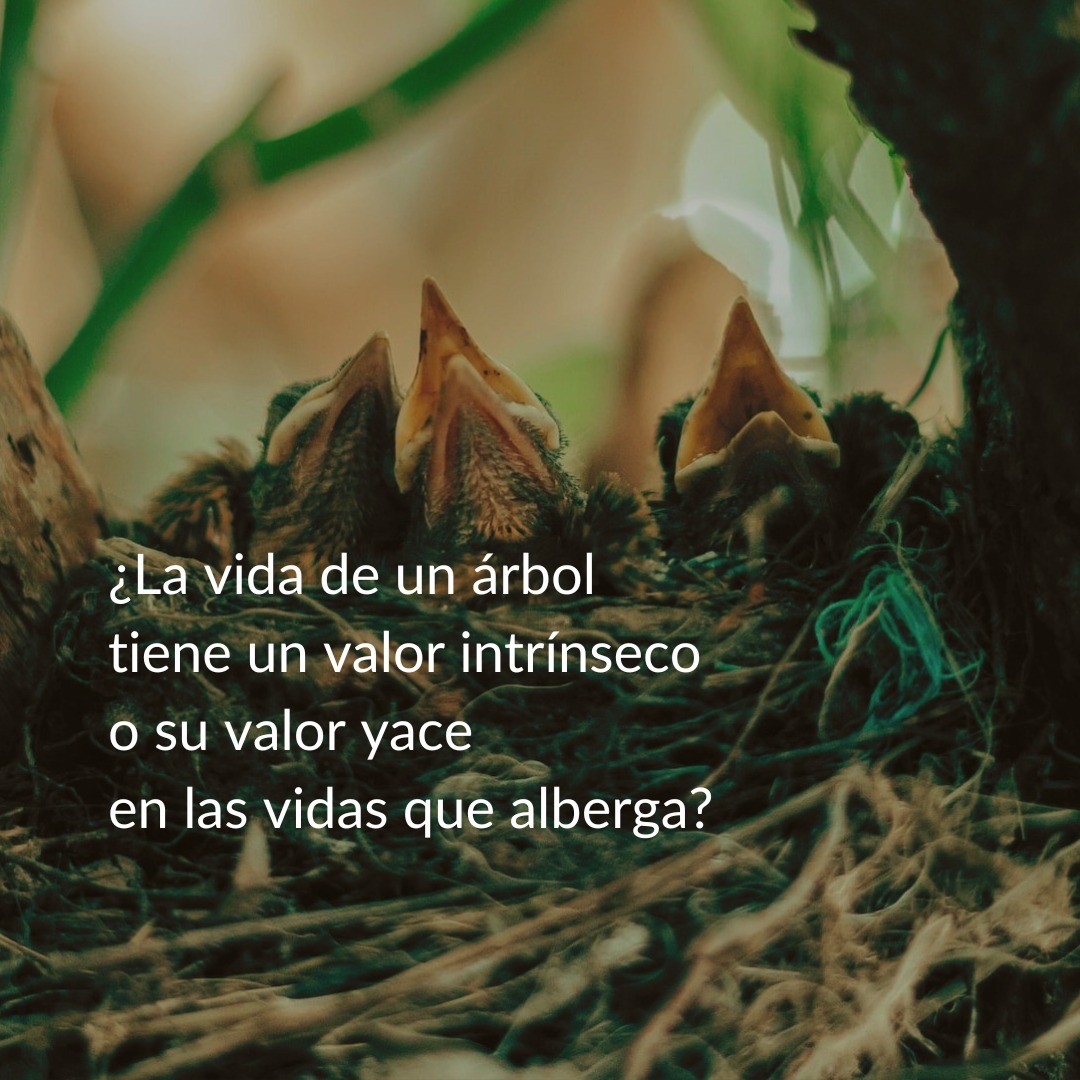 ¿La vida de un árbol
tiene un valor intrínseco
o su valor yace
en las vidas que alberga?